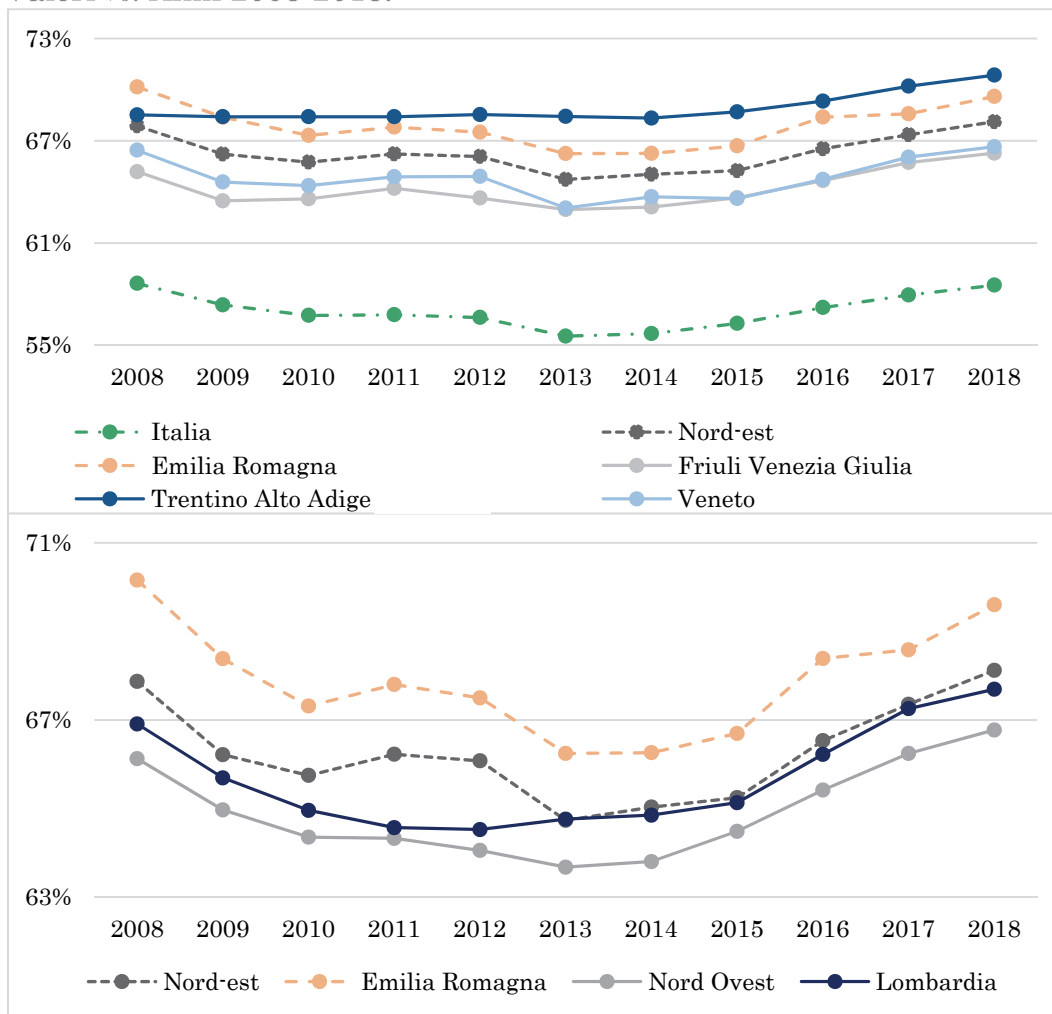 73%
67%
61%
55%
2008 2009 2010 2011 2012 2013 2014 2015 2016 2017 2018
Italia Nord-est
Emilia Romagna Friuli Venezia Giulia
Trentino Alto Adige Veneto
71%
67%
63%
2008 2009 2010 2011 2012 2013 2014 2015 2016 2017 2018
Nord-est Emilia Romagna Nord Ovest Lombardia